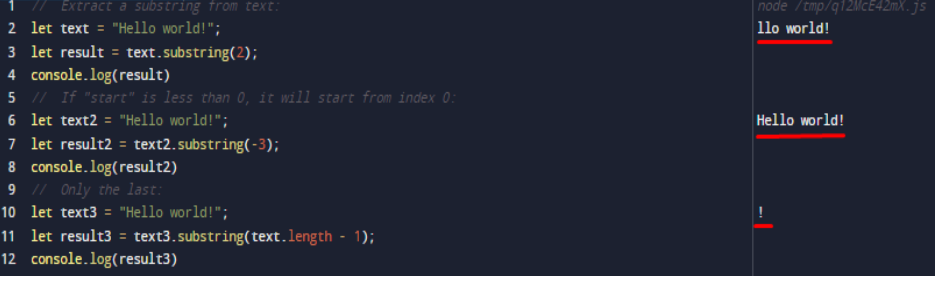 1 // Extract a substring from text:
2 let text = "Hello world!";
3 let result = text.substring(2);
4 console.log(result)
5 // If "start" is less than 0, it will start from index 0:
6 let text2 = "Hello world!";
7 let result2 = text2.substring(-3);
8 console.log(result2)
9 // Only the last:
10 let text3 = "Hello world!";
11 let result3 = text3.substring(text.length - 1);
12 console.log(result3)
node /tmp/q12McE42mX.js
llo world!
Hello world!
!